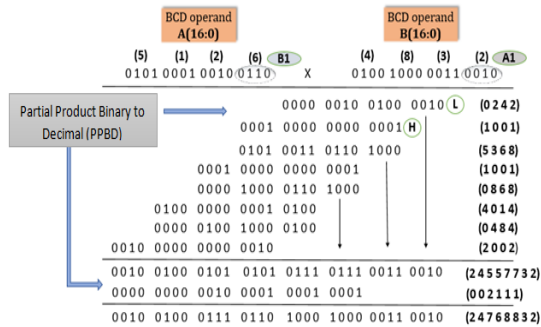 BCD operand
A(16:0)
BCD operand
B(16:0)
(5) (1) (2) (6) B1 (4) (8) (3) (2) A1
0101 0001 0010 0110 X 0100 1000 0011 0010
Partial Product Binary to
Decimal (PPBD)
0000 0010 0100 0010 L (0242)
0001 0000 0000 0001 H (1001)
0101 0011 0110 1000 (5368)
0001 0000 0000 0001 (1001)
0000 1000 0110 1000 (0868)
0100 0000 0001 0100 (4014)
0000 0100 1000 0100 (0484)
0010 0000 0000 0010 (2002)
0010 0100 0101 0101 0111 0111 0011 0010 (24557732)
0000 0000 0010 0001 0001 0001 (002111)
0010 0100 0111 0110 1000 1000 0011 0010 (24768832)